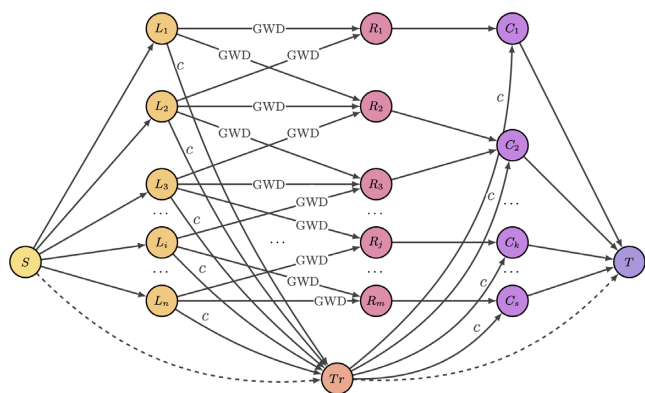 L₁ GWD R₁ C₁
GWD
c
L₂ GWD GWD R₂
c
C₂
GWD GWD
c
L₃ GWD R₃
c
... GWD ... ...
c
GWD
S Lᵢ ... Rⱼ Cₖ T
GWD
... c GWD ... c ...
Lₙ GWD Rₘ Cₛ
c c
Tr